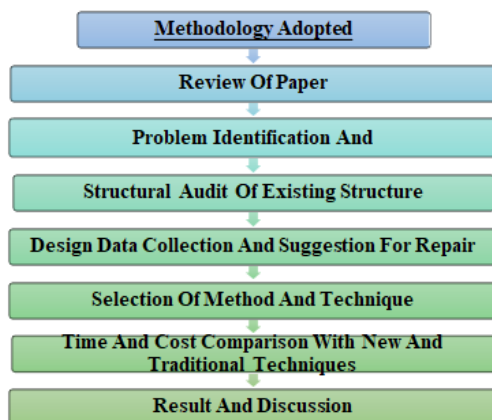 Methodology Adopted
Review Of Paper
Problem Identification And
Structural Audit Of Existing Structure
Design Data Collection And Suggestion For Repair
Selection Of Method And Technique
Time And Cost Comparison With New And
Traditional Techniques
Result And Discussion